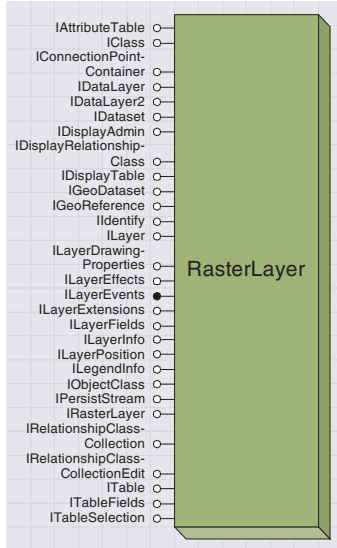 IAttributeTable
IClass
IConnectionPoint-
Container
IDataLayer
IDataLayer2
IDataset
IDisplayAdmin
IDisplayRelationship-
Class
IDisplayTable
IGeoDataset
IGeoReference
IIdentify
ILayer
ILayerDrawing-
Properties
ILayerEffects
ILayerEvents
ILayerExtensions
ILayerFields
ILayerInfo
ILayerPosition
ILegendInfo
IObjectClass
IPersistStream
IRasterLayer
IRelationshipClass-
Collection
IRelationshipClass-
CollectionEdit
ITable
ITableFields
ITableSelection
RasterLayer